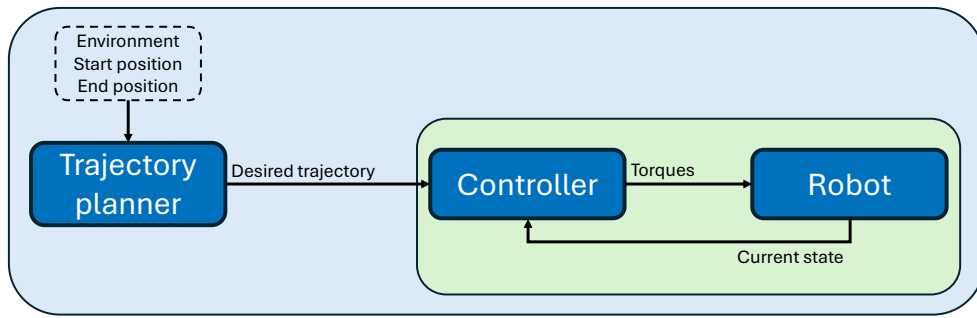 Environment
Start position
End position
Trajectory
planner
Desired trajectory
Controller
Torques
Robot
Current state